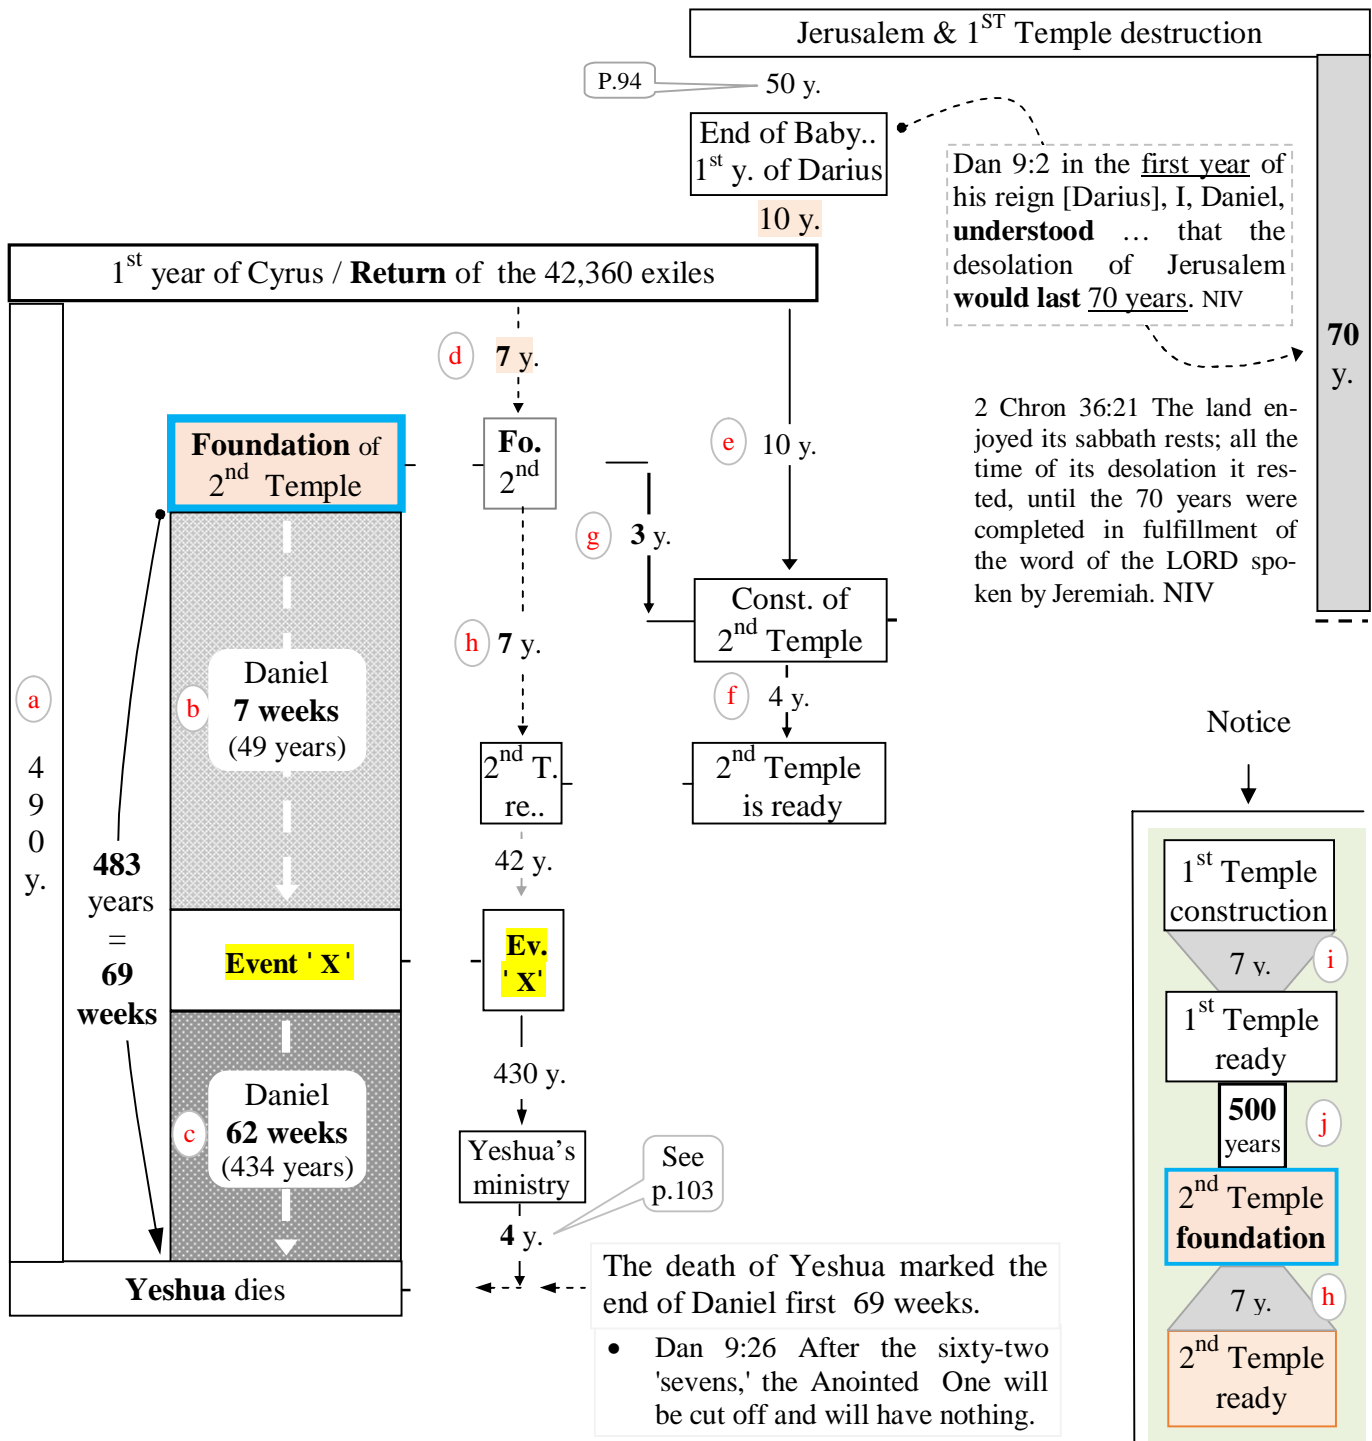 Jerusalem & 1ST Temple destruction
P.94
50 y.
End of Baby..
1st y. of Darius
10 y.
Dan 9:2 in the first year of
his reign [Darius], I, Daniel,
understood … that the
desolation of Jerusalem
would last 70 years. NIV
70
y.
2 Chron 36:21 The land en-
joyed its sabbath rests; all the
time of its desolation it res-
ted, until the 70 years were
completed in fulfillment of
the word of the LORD spo-
ken by Jeremiah. NIV
1st year of Cyrus / Return of the 42,360 exiles
a
4
9
0
y.
d
7 y.
Foundation of
2nd Temple
Fo.
2nd
e
10 y.
g
3 y.
Const. of
2nd Temple
h
7 y.
f
4 y.
b
Daniel
7 weeks
(49 years)
2nd T.
re..
2nd Temple
is ready
42 y.
483
years
=
69
weeks
Event ' X'
Ev.
' X'
430 y.
c
Daniel
62 weeks
(434 years)
Yeshua's
ministry
See
p.103
4 y.
Yeshua dies
The death of Yeshua marked the
end of Daniel first 69 weeks.
• Dan 9:26 After the sixty-two
'sevens,' the Anointed One will
be cut off and will have nothing.
Notice
1st Temple
construction
7 y.
i
1st Temple
ready
500
years
j
2nd Temple
foundation
7 y.
h
2nd Temple
ready